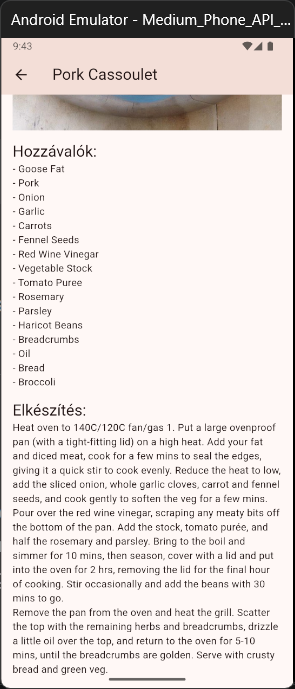 Android Emulator - Medium_Phone_API_...
9:43
Pork Cassoulet
Hozzávalók:
- Goose Fat
- Pork
- Onion
- Garlic
- Carrots
- Fennel Seeds
- Red Wine Vinegar
- Vegetable Stock
- Tomato Puree
- Rosemary
- Parsley
- Haricot Beans
- Breadcrumbs
- Oil
- Bread
- Broccoli
Elkészítés:
Heat oven to 140C/120C fan/gas 1. Put a large ovenproof
pan (with a tight-fitting lid) on a high heat. Add your fat
and diced meat, cook for a few mins to seal the edges,
giving it a quick stir to cook evenly. Reduce the heat to low,
add the sliced onion, whole garlic cloves, carrot and fennel
seeds, and cook gently to soften the veg for a few mins.
Pour over the red wine vinegar, scraping any meaty bits off
the bottom of the pan. Add the stock, tomato purée, and
half the rosemary and parsley. Bring to the boil and
simmer for 10 mins, then season, cover with a lid and put
into the oven for 2 hrs, removing the lid for the final hour
of cooking. Stir occasionally and add the beans with 30
mins to go.
Remove the pan from the oven and heat the grill. Scatter
the top with the remaining herbs and breadcrumbs, drizzle
a little oil over the top, and return to the oven for 5-10
mins, until the breadcrumbs are golden. Serve with crusty
bread and green veg.